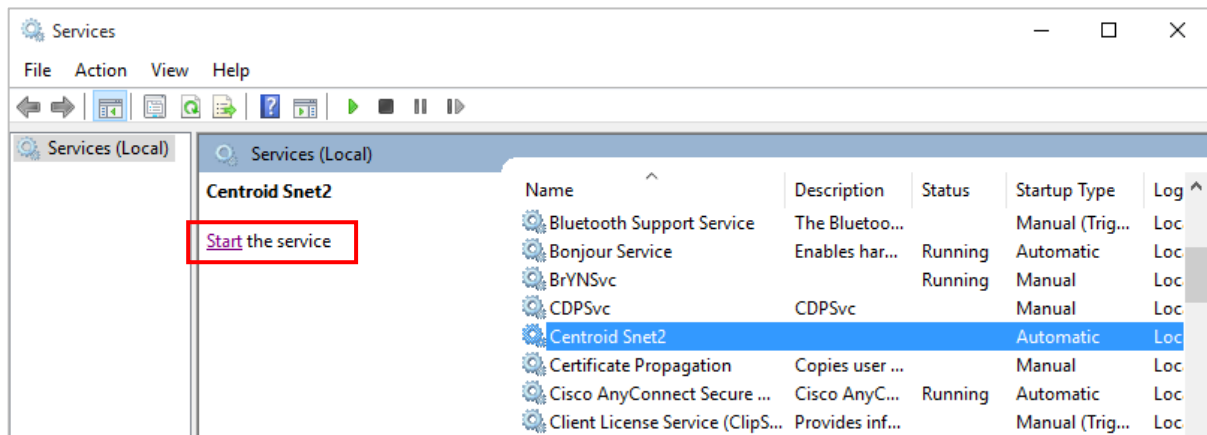 Services
File Action View Help
Services (Local)
Services (Local)
Centroid Snet2
Start the service
Name Description Status Startup Type Log
Bluetooth Support Service The Bluetoo... Manual (Trig... Loc
Bonjour Service Enables har... Running Automatic Loc
BrYNSvc Running Manual Loc
CDPSvc CDPSvc Manual Loc
Centroid Snet2 Automatic Loc
Certificate Propagation Copies user ... Manual Loc
Cisco AnyConnect Secure ... Cisco AnyC... Running Automatic Loc
Client License Service (ClipS... Provides inf... Manual (Trig... Loc